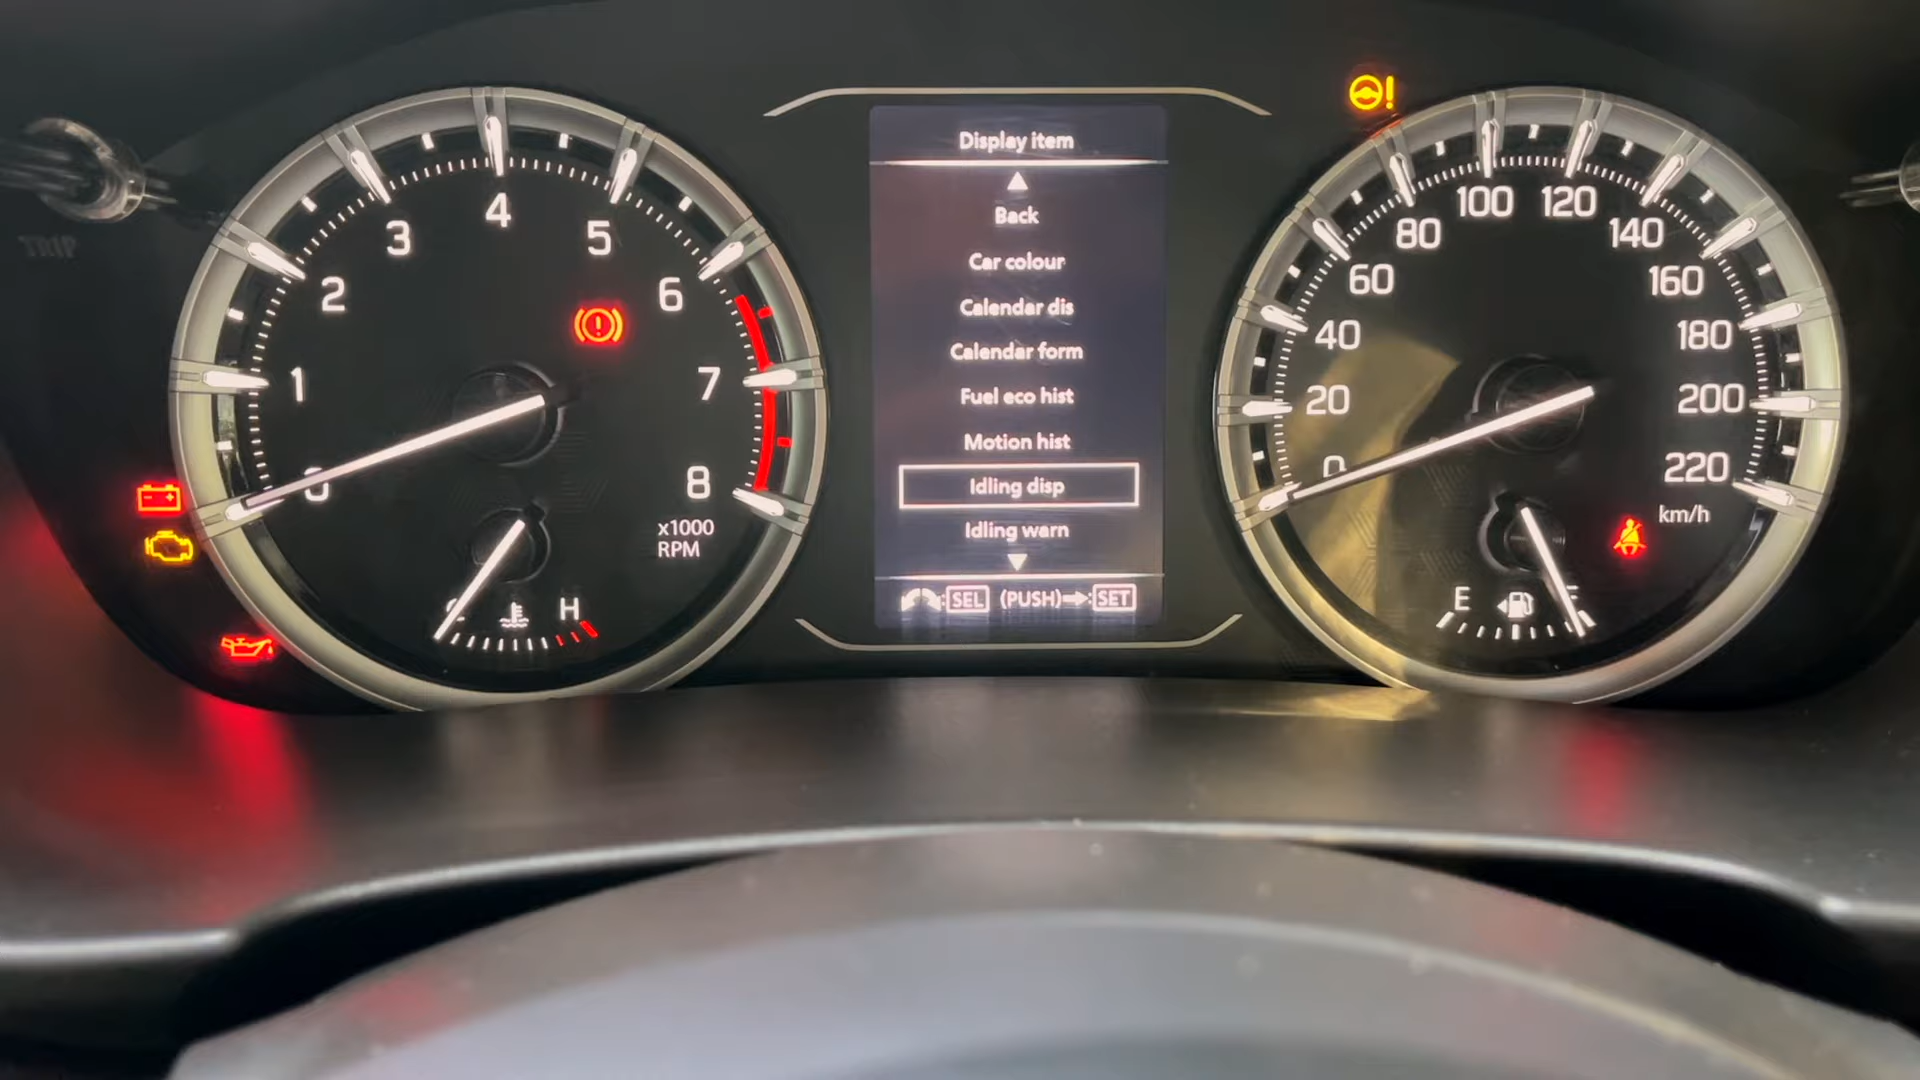 TRIP
0
1
2
3
4
5
6
7
8
x1000
RPM
H
Display item
Back
Car colour
Calendar dis
Calendar form
Fuel eco hist
Motion hist
Idling disp
Idling warn
:SEL (PUSH)➔:SET
0
20
40
60
80
100
120
140
160
180
200
220
km/h
E
F